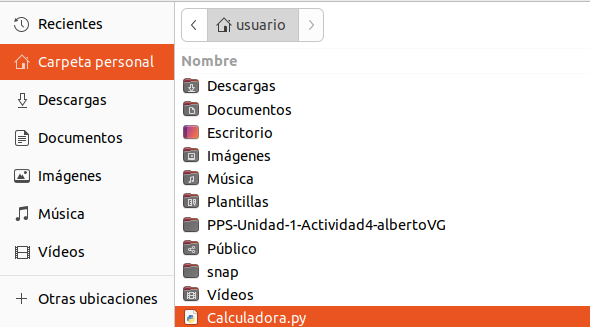 Recientes
Carpeta personal
Descargas
Documentos
Imágenes
Música
Vídeos
Otras ubicaciones
usuario
Nombre
Descargas
Documentos
Escritorio
Imágenes
Música
Plantillas
PPS-Unidad-1-Actividad4-albertoVG
Público
snap
Vídeos
Calculadora.py